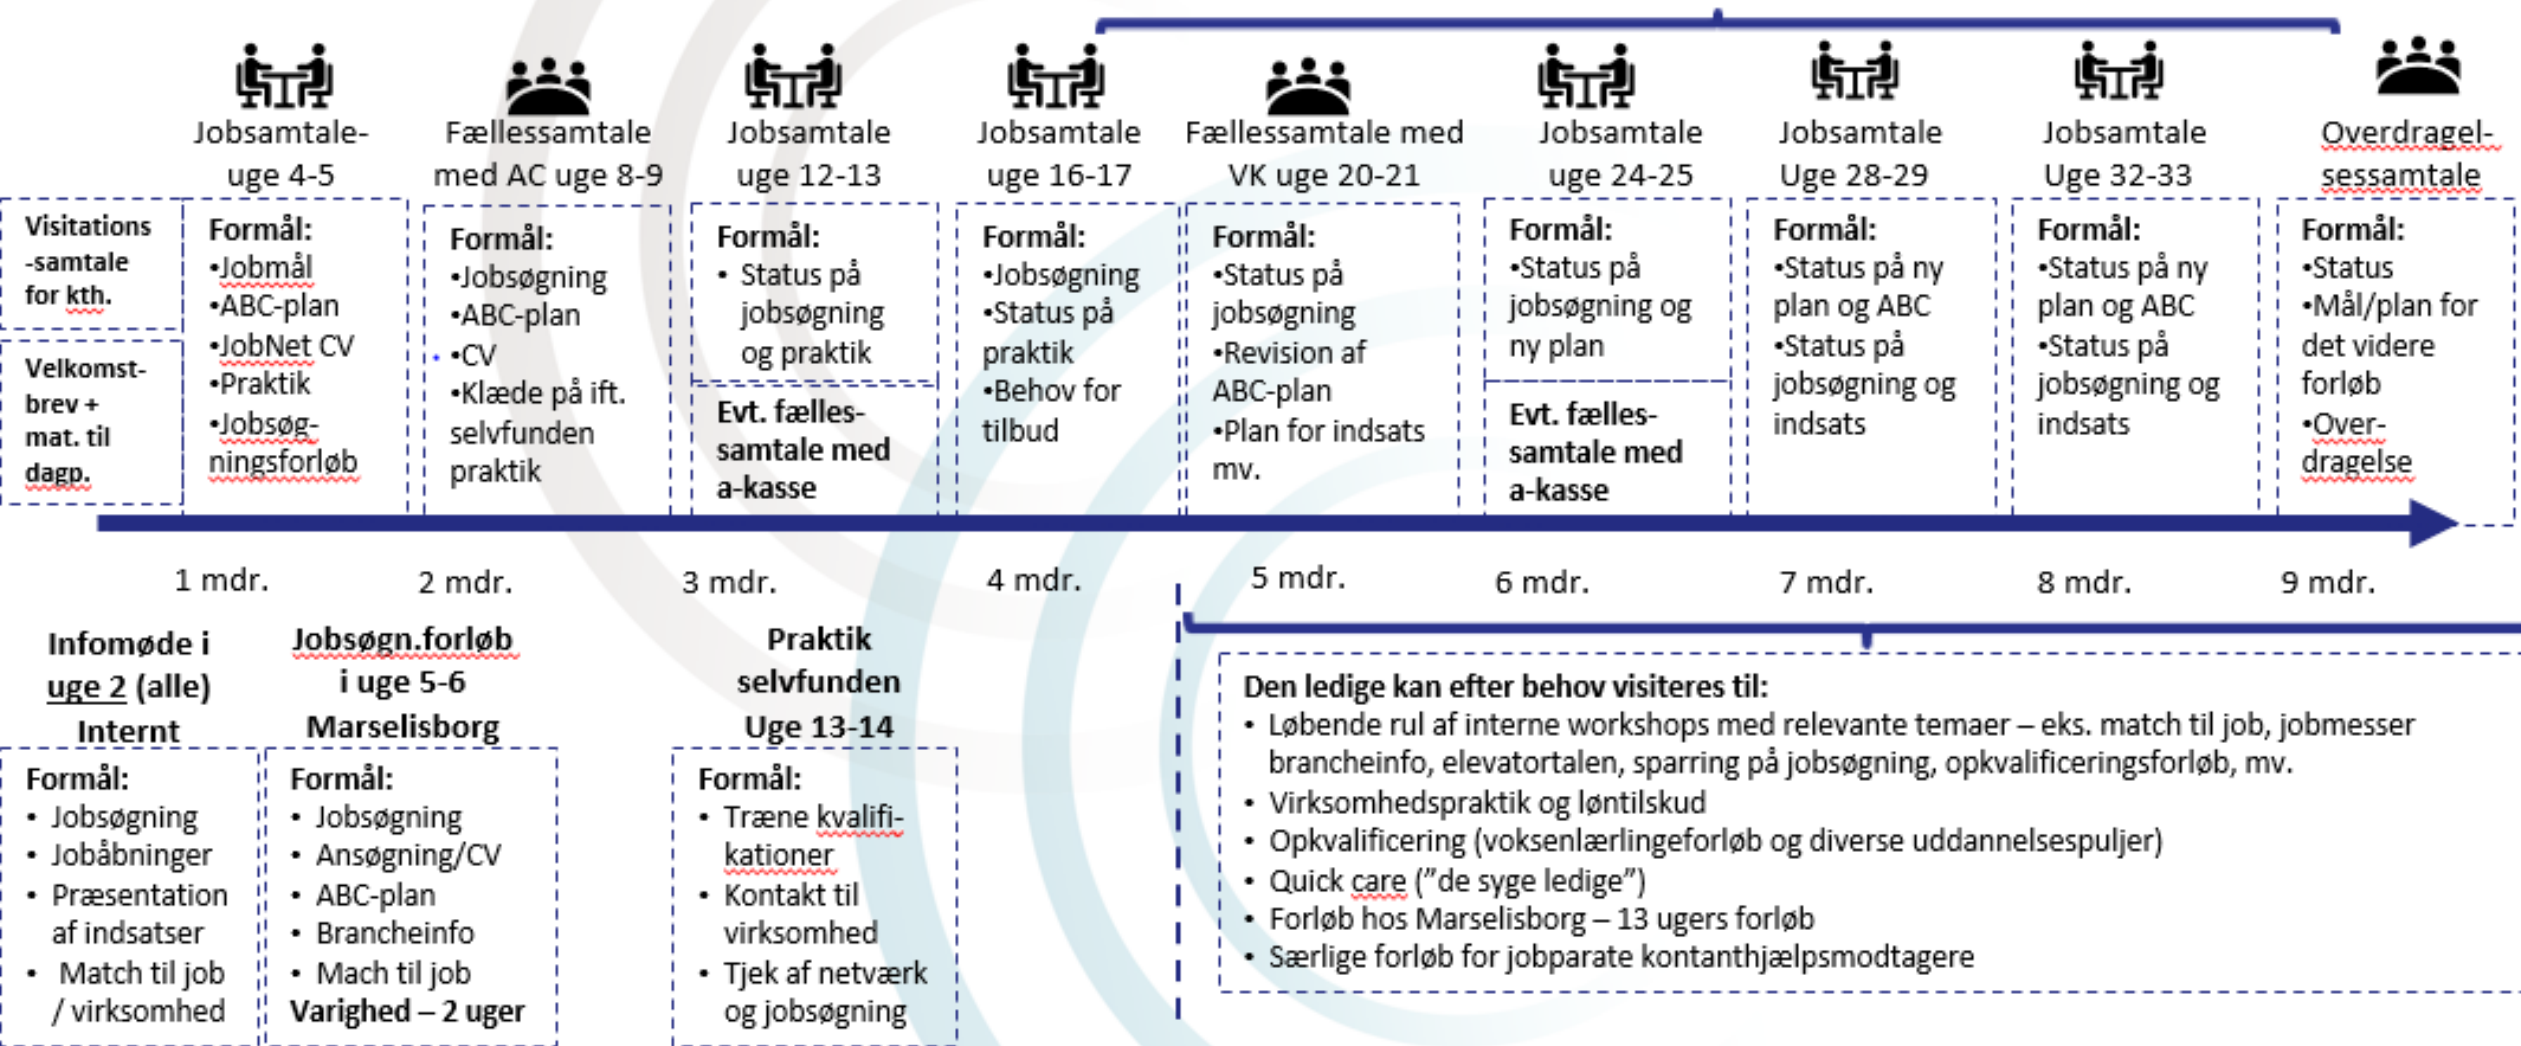 Jobsamtale-
uge 4-5
Fællessamtale
med AC uge 8-9
Jobsamtale
uge 12-13
Jobsamtale
uge 16-17
Fællessamtale med
VK uge 20-21
Jobsamtale
uge 24-25
Jobsamtale
Uge 28-29
Jobsamtale
Uge 32-33
Overdragel-
sessamtale
Visitations
-samtale
for kth.
Velkomst-
brev +
mat. til
dagp.
Formål:
•Jobmål
•ABC-plan
•JobNet CV
•Praktik
•Jobsøg-
ningsforløb
Formål:
•Jobsøgning
•ABC-plan
•CV
•Klæde på ift.
selvfunden
praktik
Formål:
• Status på
jobsøgning
og praktik
Evt. fælles-
samtale med
a-kasse
Formål:
•Jobsøgning
•Status på
praktik
•Behov for
tilbud
Formål:
•Status på
jobsøgning
•Revision af
ABC-plan
•Plan for indsats
mv.
Formål:
•Status på
jobsøgning og
ny plan
Evt. fælles-
samtale med
a-kasse
Formål:
•Status på ny
plan og ABC
•Status på
jobsøgning og
indsats
Formål:
•Status på ny
plan og ABC
•Status på
jobsøgning og
indsats
Formål:
•Status
•Mål/plan for
det videre
forløb
•Over-
dragelse
1 mdr.
2 mdr.
3 mdr.
4 mdr.
5 mdr.
6 mdr.
7 mdr.
8 mdr.
9 mdr.
Infomøde i
uge 2 (alle)
Internt
Formål:
• Jobsøgning
• Jobåbninger
• Præsentation
af indsatser
• Match til job
/ virksomhed
Jobsøgn.forløb
i uge 5-6
Marselisborg
Formål:
• Jobsøgning
• Ansøgning/CV
• ABC-plan
• Brancheinfo
• Mach til job
Varighed – 2 uger
Praktik
selvfunden
Uge 13-14
Formål:
• Træne kvalifi-
kationer
• Kontakt til
virksomhed
• Tjek af netværk
og jobsøgning
Den ledige kan efter behov visiteres til:
• Løbende rul af interne workshops med relevante temaer – eks. match til job, jobmesser
brancheinfo, elevatortalen, sparring på jobsøgning, opkvalificeringsforløb, mv.
• Virksomhedspraktik og løntilskud
• Opkvalificering (voksenlærlingeforløb og diverse uddannelsespuljer)
• Quick care (”de syge ledige”)
• Forløb hos Marselisborg – 13 ugers forløb
• Særlige forløb for jobparate kontanthjælpsmodtagere